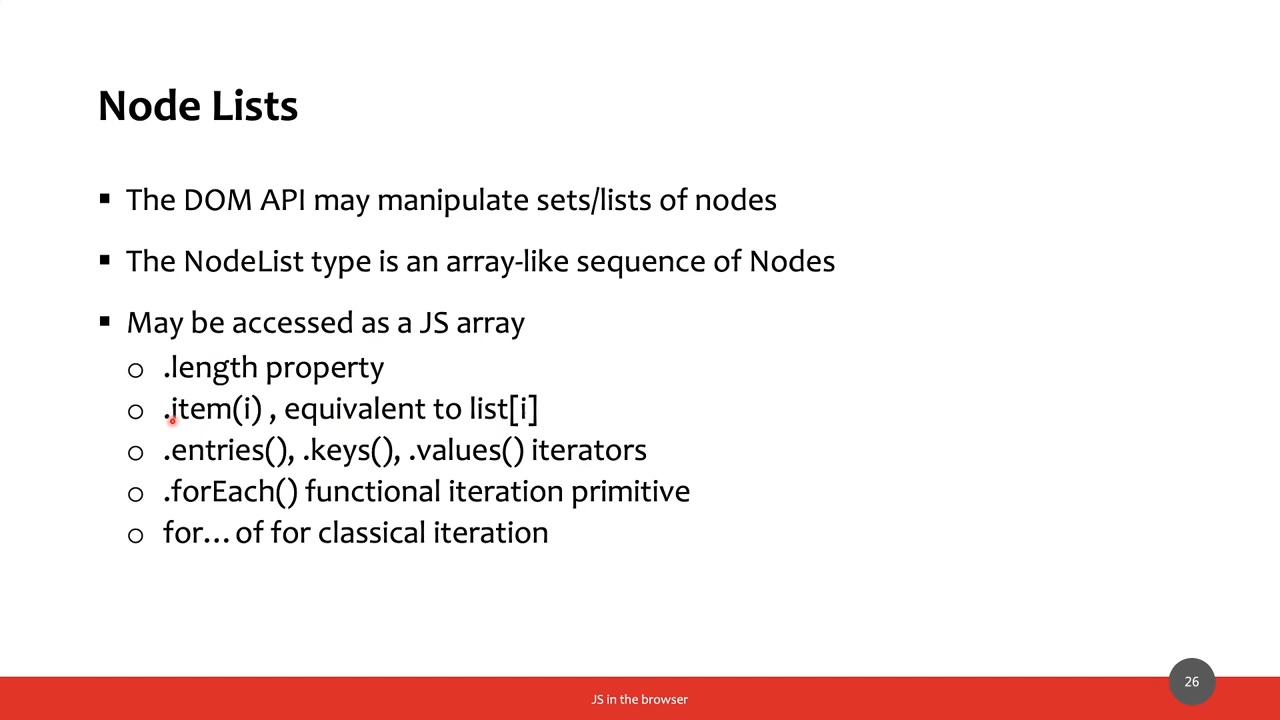 Node Lists
▪ The DOM API may manipulate sets/lists of nodes
▪ The NodeList type is an array-like sequence of Nodes
▪ May be accessed as a JS array
o .length property
o .item(i) , equivalent to list[i]
o .entries(), .keys(), .values() iterators
o .forEach() functional iteration primitive
o for… of for classical iteration
26
JS in the browser